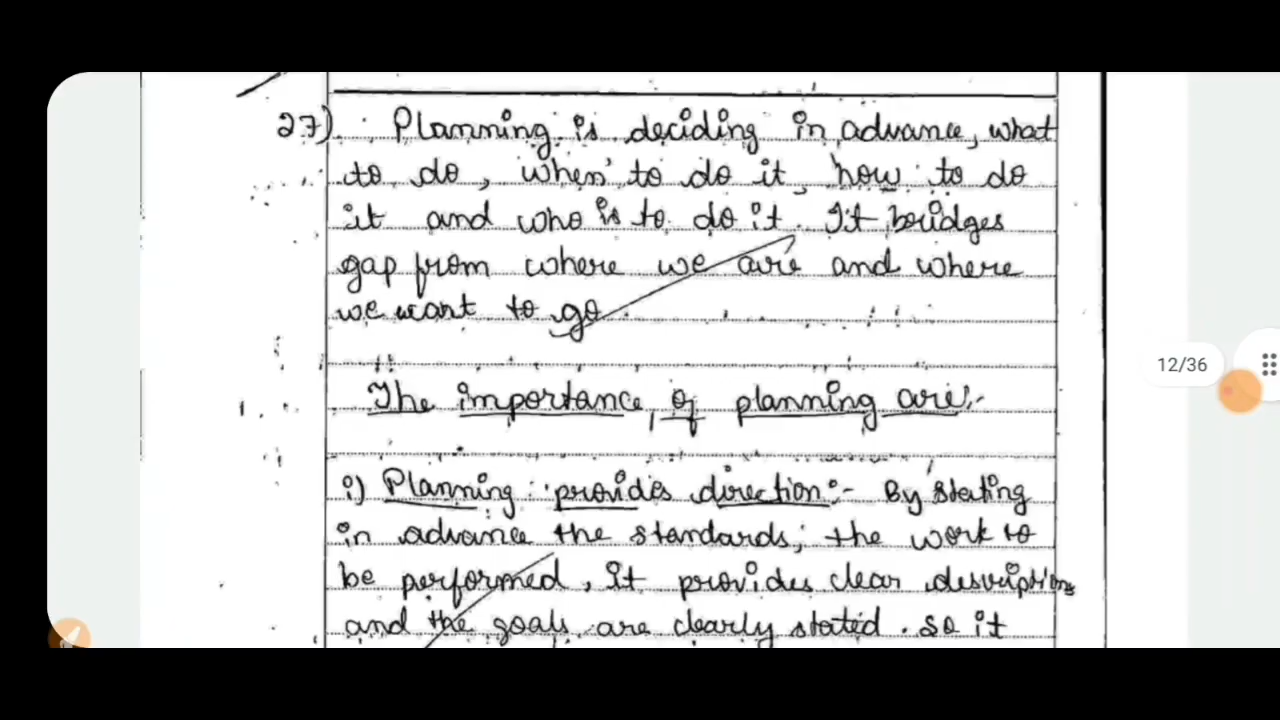 27) Planning is deciding in advance, what
to do, when to do it, how to do
it and who is to do it. It bridges
gap from where we are and where
we want to go.
12/36
The importance of planning are:-
i) Planning provides direction:- By stating
in advance the standards, the work to
be performed, it provides clear descriptions
and the goals are clearly stated. So it